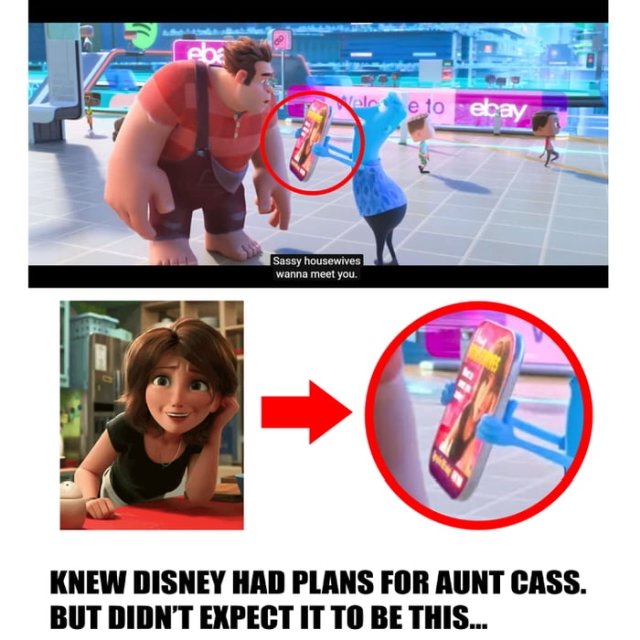 eba
Welc e to ebay
Sassy housewives
wanna meet you.
KNEW DISNEY HAD PLANS FOR AUNT CASS.
BUT DIDN'T EXPECT IT TO BE THIS...